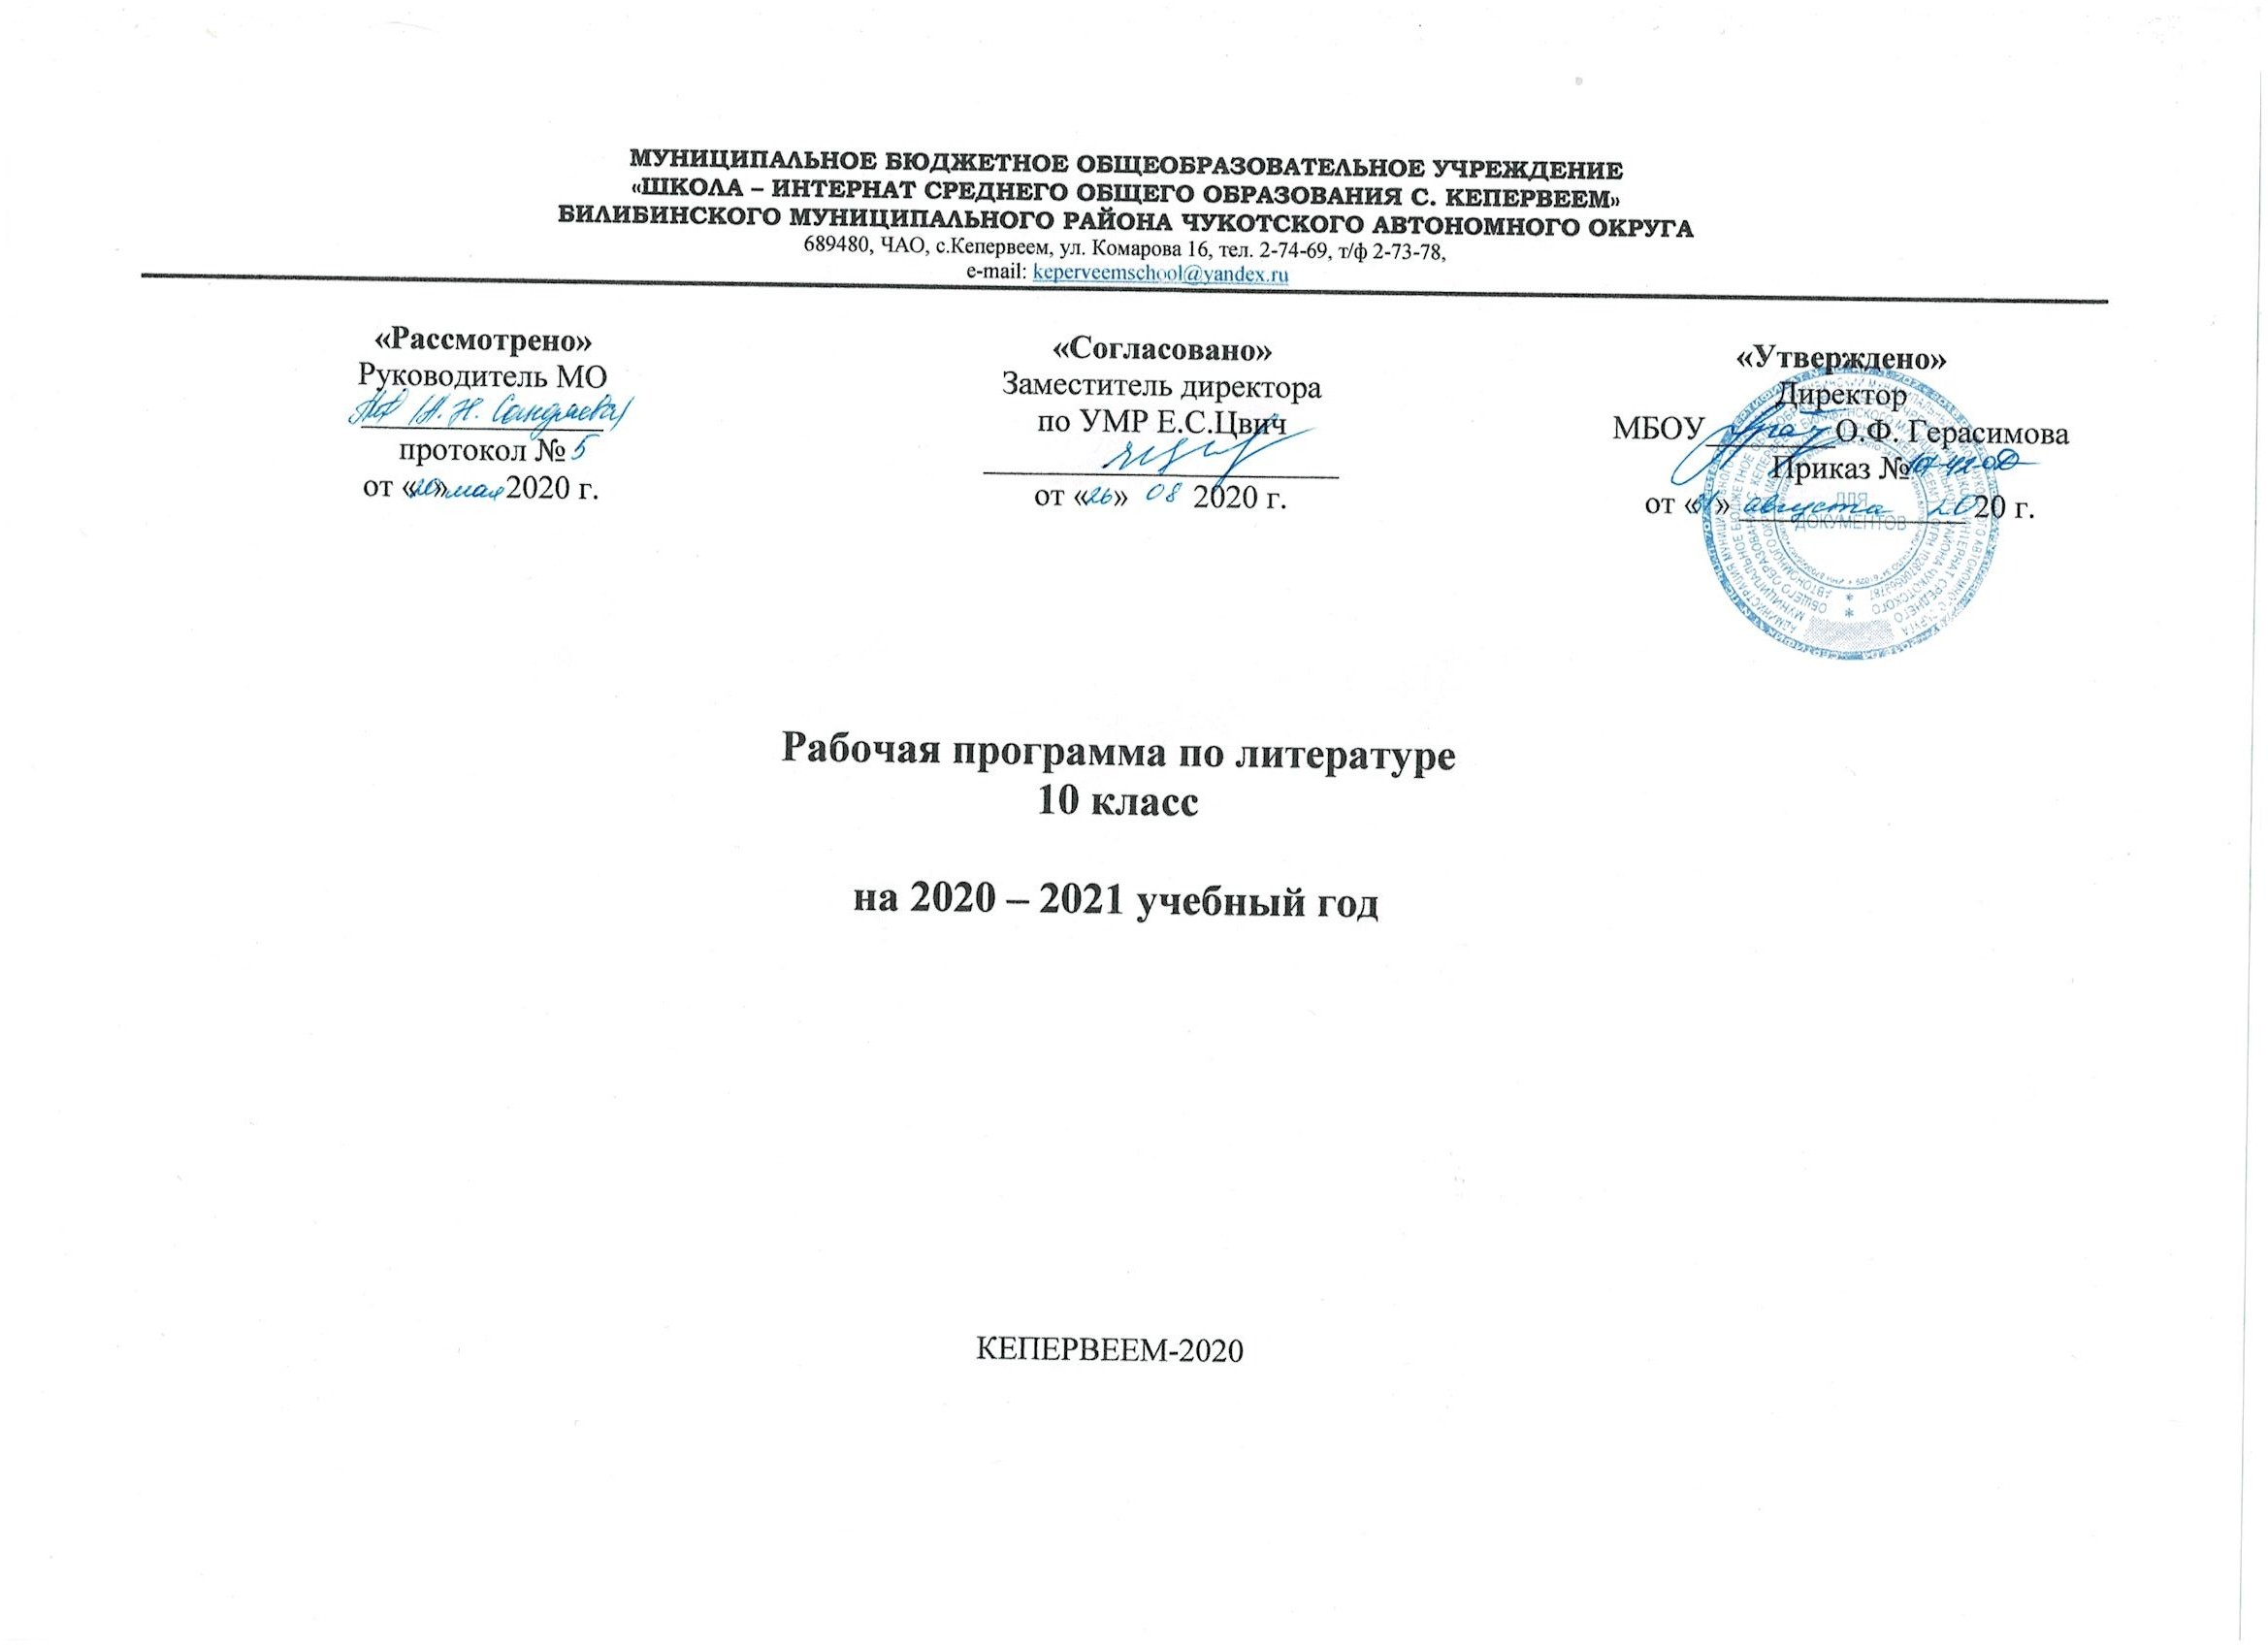 МУНИЦИПАЛЬНОЕ БЮДЖЕТНОЕ ОБЩЕОБРАЗОВАТЕЛЬНОЕ УЧРЕЖДЕНИЕ
«ШКОЛА – ИНТЕРНАТ СРЕДНЕГО ОБЩЕГО ОБРАЗОВАНИЯ С. КЕПЕРВЕЕМ»
БИЛИБИНСКОГО МУНИЦИПАЛЬНОГО РАЙОНА ЧУКОТСКОГО АВТОНОМНОГО ОКРУГА
689480, ЧАО, с.Кепервеем, ул. Комарова 16, тел. 2-74-69, т/ф 2-73-78,
e-mail: keperveemschool@yandex.ru
«Рассмотрено»
Руководитель МО
протокол № 5
от «20» мая 2020 г.
«Согласовано»
Заместитель директора
по УМР Е.С.Цвич
от «26» 08 2020 г.
«Утверждено»
Директор
МБОУ О.Ф. Герасимова
Приказ №
от « » августа 2020 г.
ДЛЯ
ДОКУМЕНТОВ
Рабочая программа по литературе
10 класс
на 2020 – 2021 учебный год
КЕПЕРВЕЕМ-2020